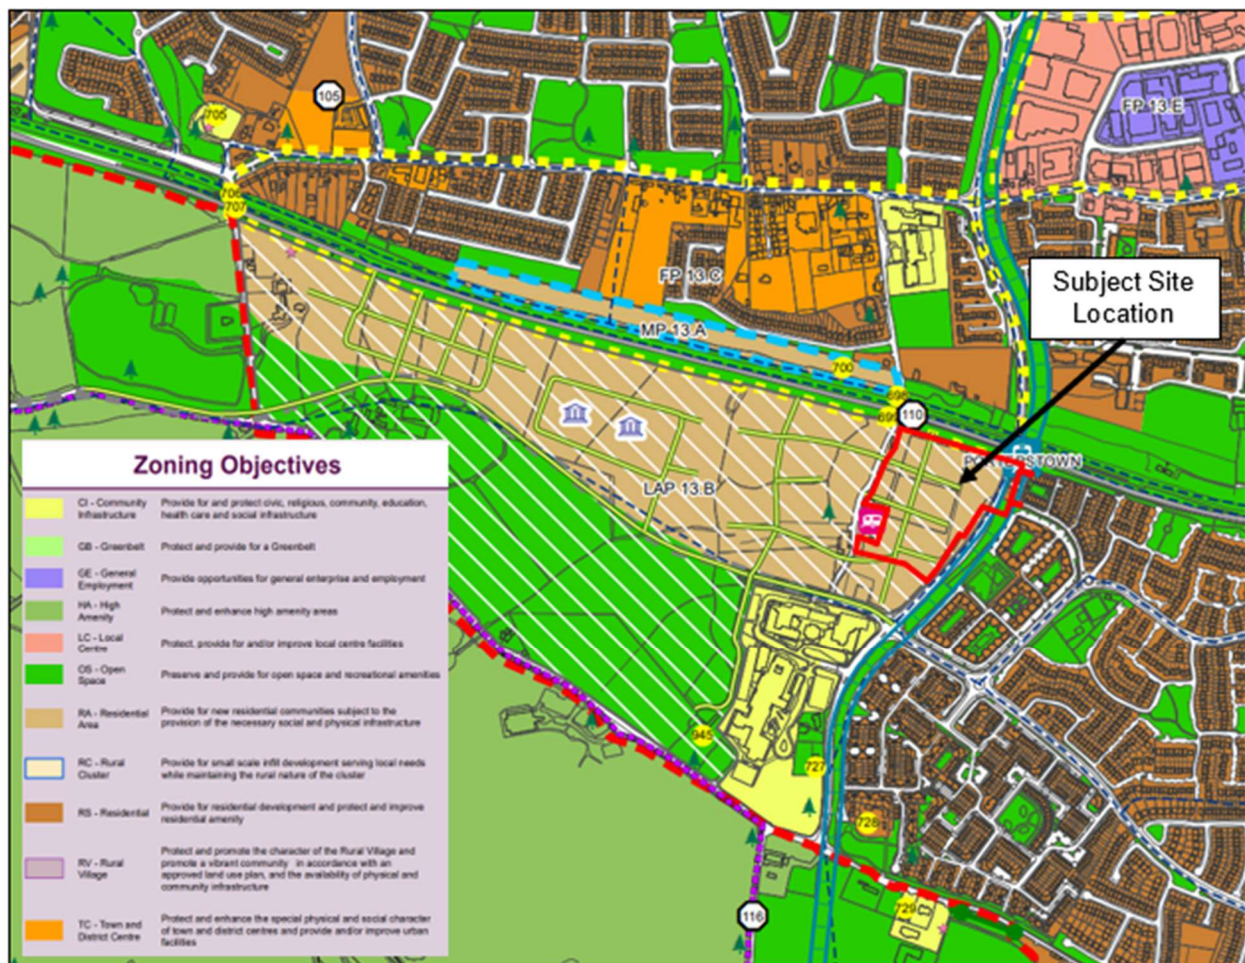 705
105
FP 13.E
706
707
FP 13.C
Subject Site
Location
MP 13.A
700
698
699
110
PORTERSTOWN
LAP 13.B
Zoning Objectives
CI - Community
Infrastructure
Provide for and protect civic, religious, community, education,
health care and social infrastructure
GB - Greenbelt
Protect and provide for a Greenbelt
GE - General
Employment
Provide opportunities for general enterprise and employment
HA - High
Amenity
Protect and enhance high amenity areas
LC - Local
Centre
Protect, provide for and/or improve local centre facilities
OS - Open
Space
Preserve and provide for open space and recreational amenities
RA - Residential
Area
Provide for new residential communities subject to the
provision of the necessary social and physical infrastructure
RC - Rural
Cluster
Provide for small scale infill development serving local needs
while maintaining the rural nature of the cluster
RS - Residential
Provide for residential development and protect and improve
residential amenity
RV - Rural
Village
Protect and promote the character of the Rural Village and
promote a vibrant community in accordance with an
approved land use plan, and the availability of physical and
community infrastructure
TC - Town and
District Centre
Protect and enhance the special physical and social character
of town and district centres and provide and/or improve urban
facilities
945
727
728
729
116